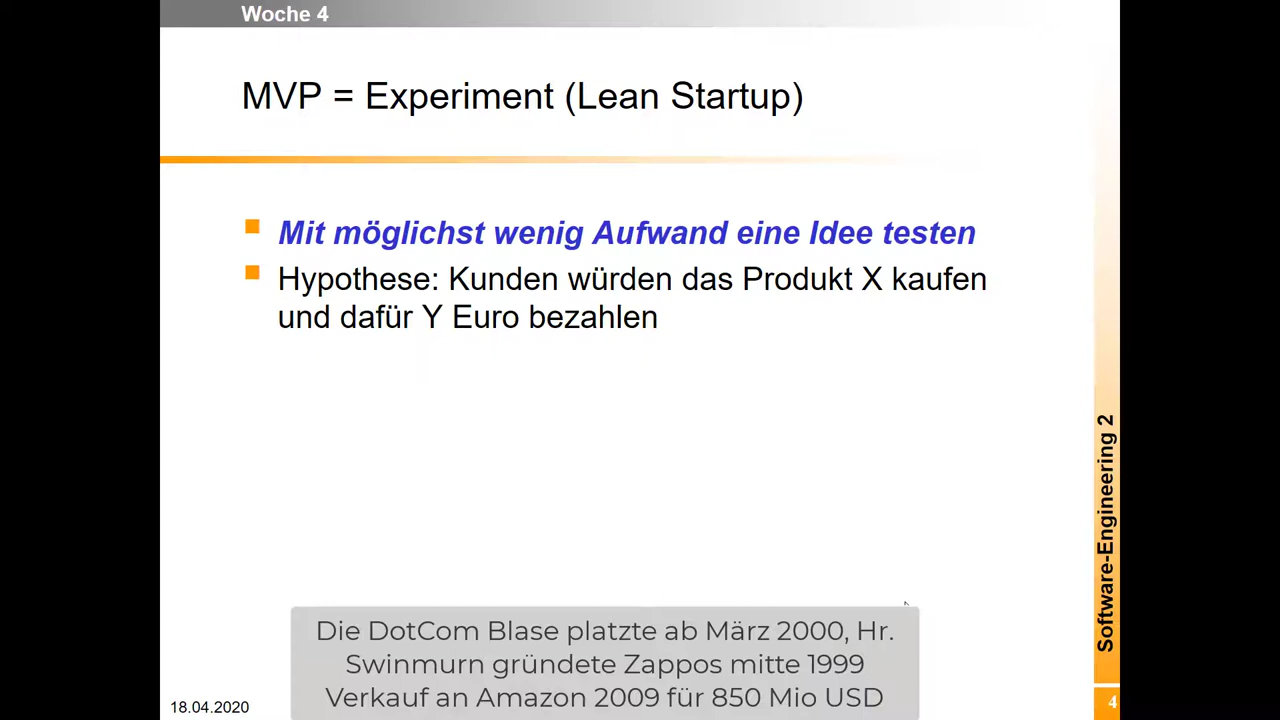 Woche 4
MVP = Experiment (Lean Startup)
Mit möglichst wenig Aufwand eine Idee testen
Hypothese: Kunden würden das Produkt X kaufen
und dafür Y Euro bezahlen
Software-Engineering 2
Die DotCom Blase platzte ab März 2000, Hr.
Swinmurn gründete Zappos mitte 1999
Verkauf an Amazon 2009 für 850 Mio USD
18.04.2020
4